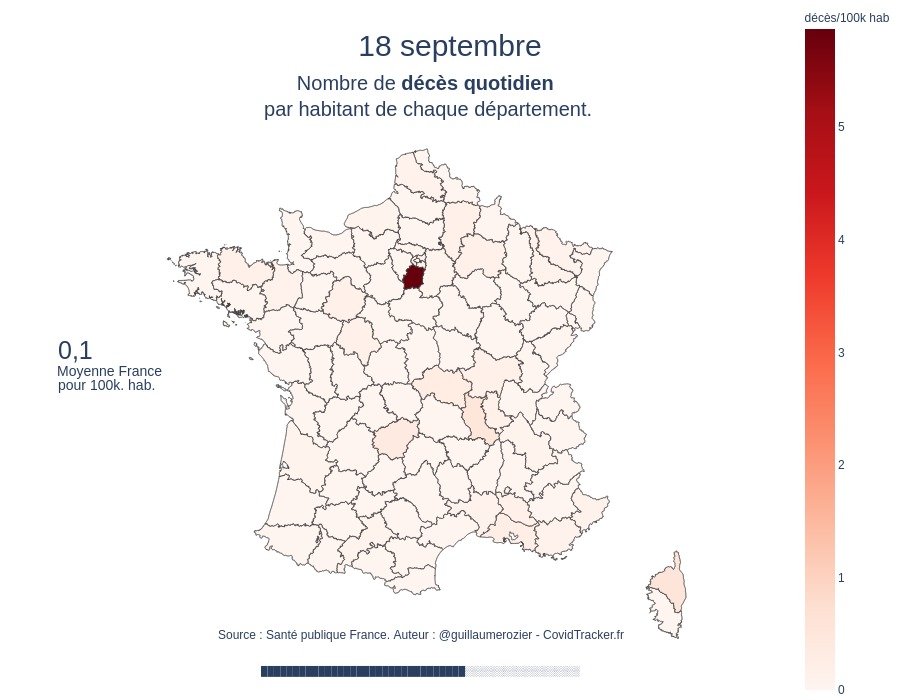 18 septembre
Nombre de décès quotidien
par habitant de chaque département.
décès/100k hab
5
4
3
2
1
0
0,1
Moyenne France
pour 100k. hab.
Source : Santé publique France. Auteur : @guillaumerozier - CovidTracker.fr